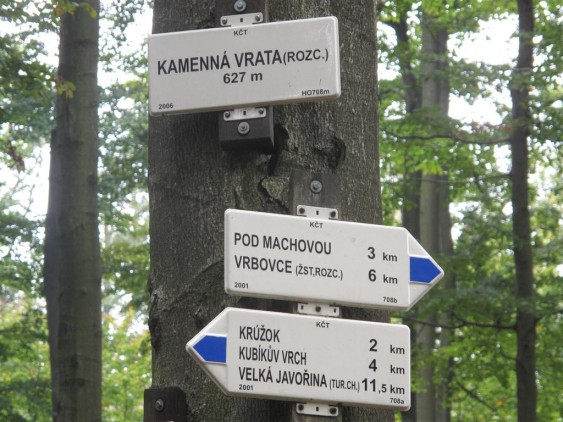 KČT
KAMENNÁ VRATA (ROZC.)
627 m
2006 HO708m
KČT
POD MACHOVOU 3 km
VRBOVCE (ŽST,ROZC.) 6 km
2001 708b
KČT
KRÚŽOK 2 km
KUBÍKŮV VRCH 4 km
VELKÁ JAVOŘINA (TUR.CH.) 11,5 km
2001 708a